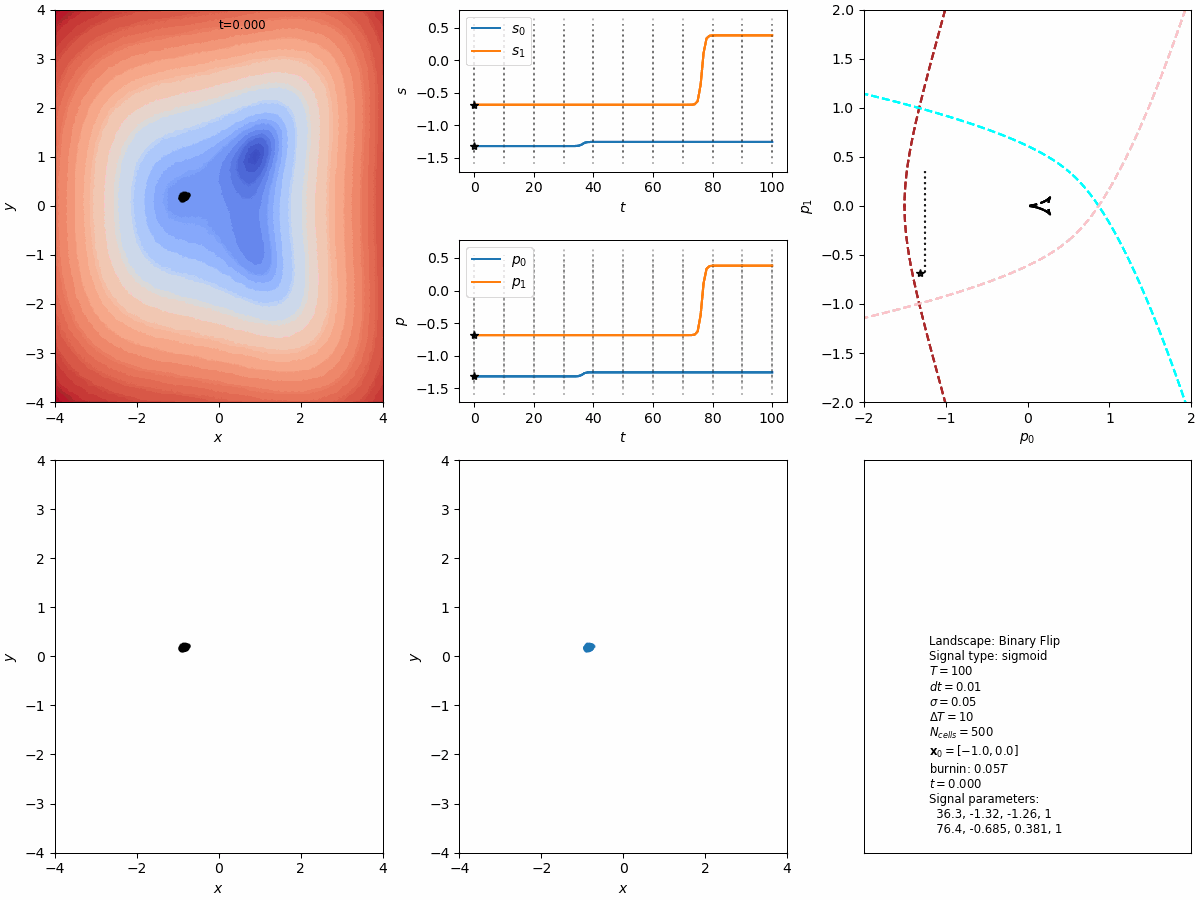 4
3
2
1
0
−1
−2
−3
−4
y
t=0.000
−4
−2
0
2
4
x
0.5
0.0
−0.5
−1.0
−1.5
s
s₀
s₁
0
20
40
60
80
100
t
0.5
0.0
−0.5
−1.0
−1.5
p
p₀
p₁
0
20
40
60
80
100
t
2.0
1.5
1.0
0.5
0.0
−0.5
−1.0
−1.5
−2.0
p₁
−2
−1
0
1
2
p₀
4
3
2
1
0
−1
−2
−3
−4
y
−4
−2
0
2
4
x
4
3
2
1
0
−1
−2
−3
−4
y
−4
−2
0
2
4
x
Landscape: Binary Flip
Signal type: sigmoid
T = 100
dt = 0.01
σ = 0.05
ΔT = 10
N_cells = 500
x₀ = [−1.0, 0.0]
burnin: 0.05T
t = 0.000
Signal parameters:
36.3, -1.32, -1.26, 1
76.4, -0.685, 0.381, 1